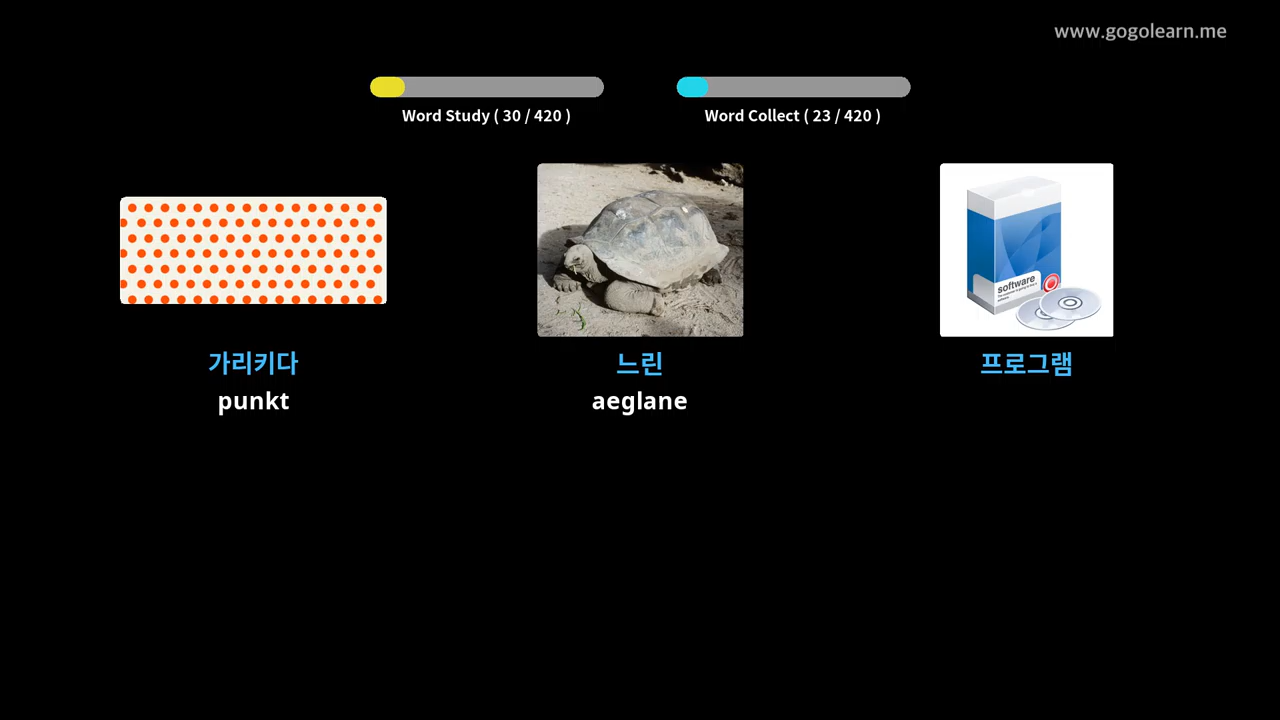 www.gogolearn.me
Word Study ( 30 / 420 )
Word Collect ( 23 / 420 )
software
가리키다
느린
프로그램
punkt
aeglane